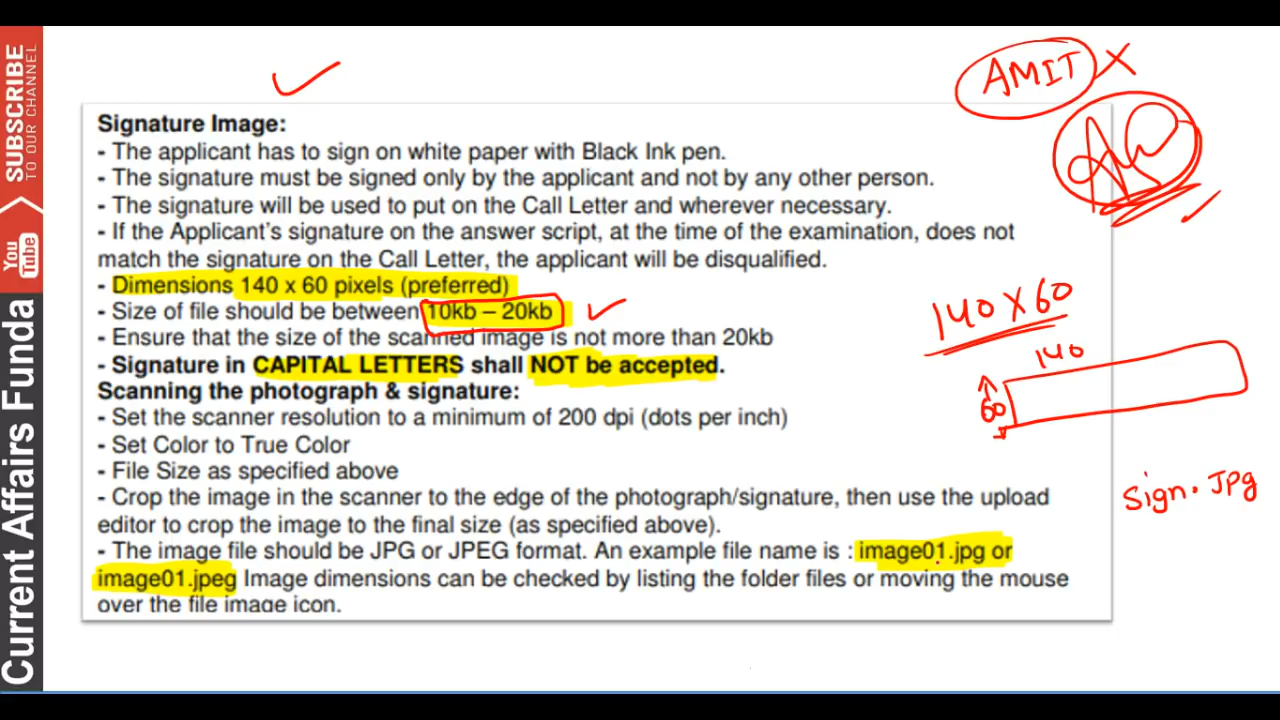 SUBSCRIBE
TO OUR CHANNEL
You
Tube
Current Affairs Funda
AMIT X
Signature Image:
- The applicant has to sign on white paper with Black Ink pen.
- The signature must be signed only by the applicant and not by any other person.
- The signature will be used to put on the Call Letter and wherever necessary.
- If the Applicant's signature on the answer script, at the time of the examination, does not
match the signature on the Call Letter, the applicant will be disqualified.
- Dimensions 140 x 60 pixels (preferred)
- Size of file should be between 10kb – 20kb
- Ensure that the size of the scanned image is not more than 20kb
- Signature in CAPITAL LETTERS shall NOT be accepted.
Scanning the photograph & signature:
- Set the scanner resolution to a minimum of 200 dpi (dots per inch)
- Set Color to True Color
- File Size as specified above
- Crop the image in the scanner to the edge of the photograph/signature, then use the upload
editor to crop the image to the final size (as specified above).
- The image file should be JPG or JPEG format. An example file name is : image01.jpg or
image01.jpeg Image dimensions can be checked by listing the folder files or moving the mouse
over the file image icon.
140 X 60
140
60
Sign. JPg